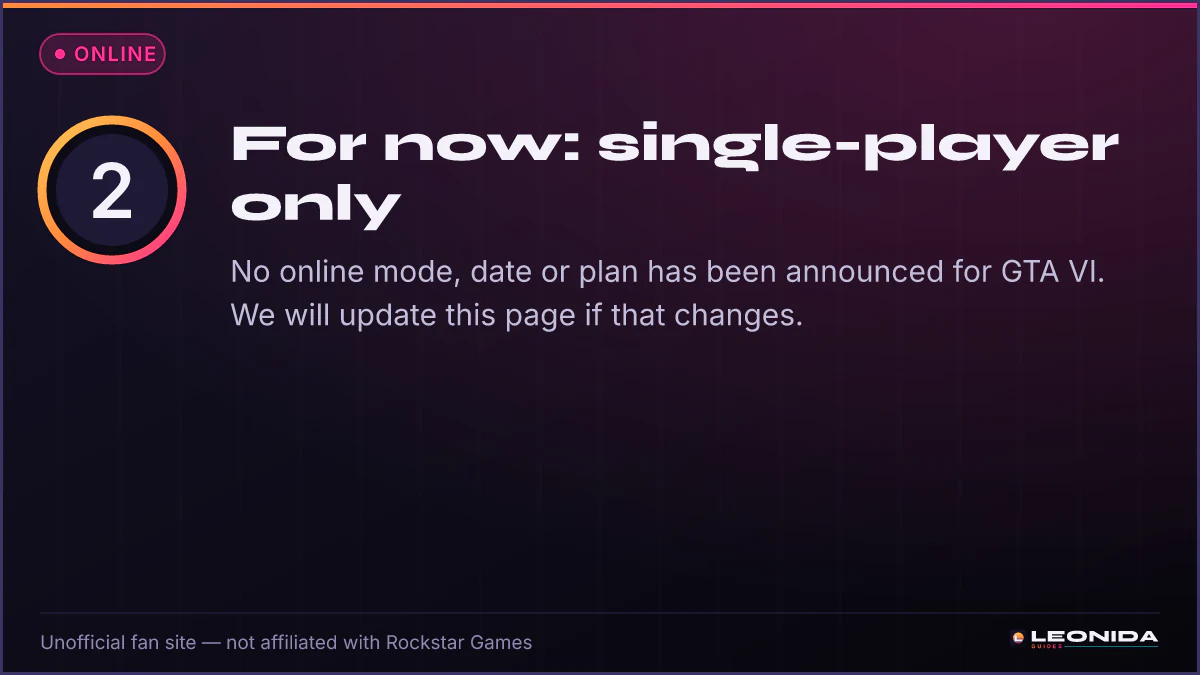 ONLINE
2
For now: single-player
only
No online mode, date or plan has been announced for GTA VI.
We will update this page if that changes.
Unofficial fan site — not affiliated with Rockstar Games
LEONIDA
GUIDES